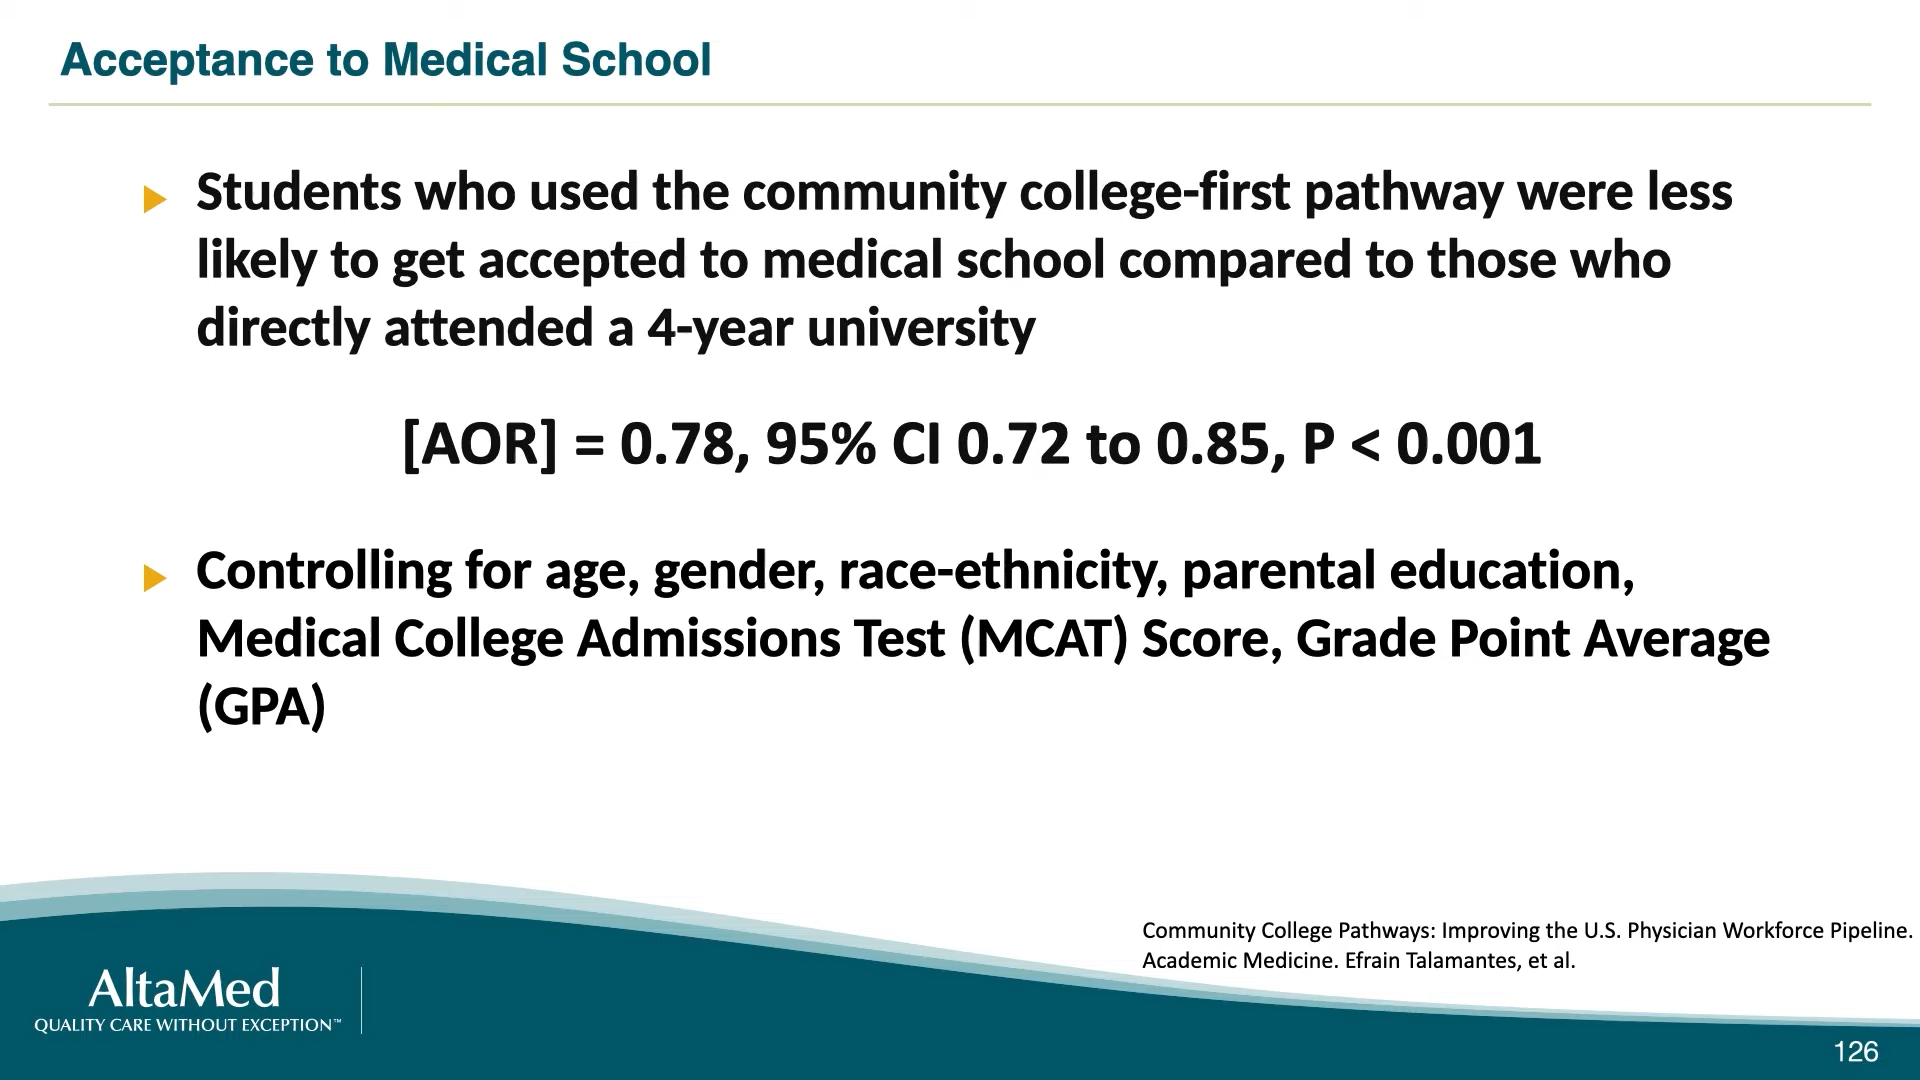 Acceptance to Medical School
Students who used the community college-first pathway were less
likely to get accepted to medical school compared to those who
directly attended a 4-year university
[AOR] = 0.78, 95% CI 0.72 to 0.85, P < 0.001
Controlling for age, gender, race-ethnicity, parental education,
Medical College Admissions Test (MCAT) Score, Grade Point Average
(GPA)
Community College Pathways: Improving the U.S. Physician Workforce Pipeline.
Academic Medicine. Efrain Talamantes, et al.
AltaMed
QUALITY CARE WITHOUT EXCEPTION™
126